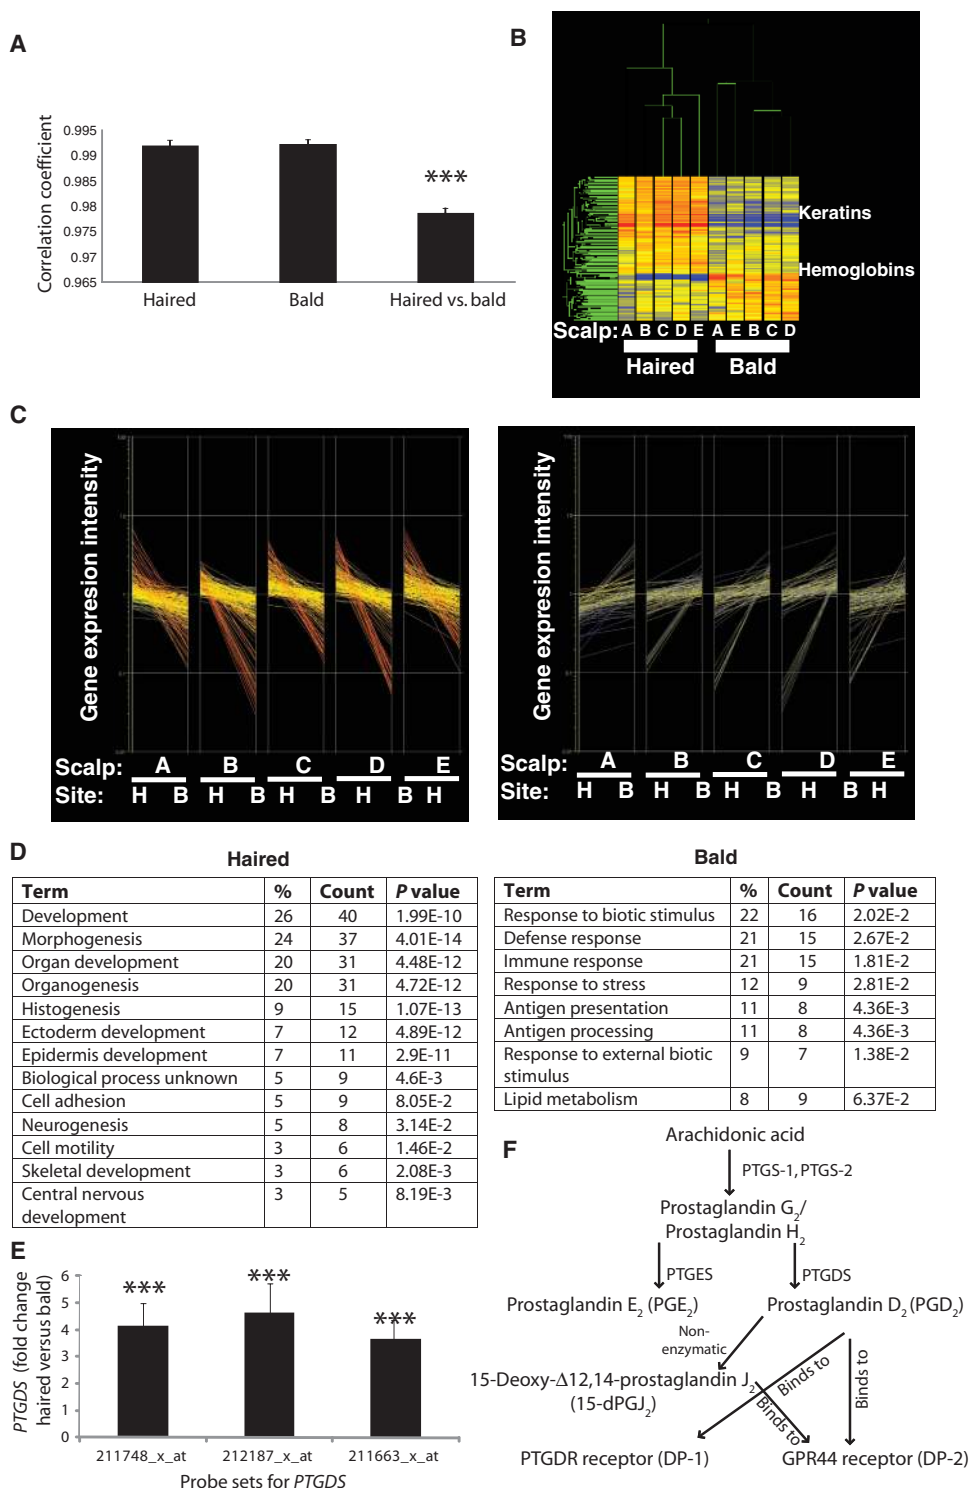 A
Correlation coefficient
0.995
0.99
0.985
0.98
0.975
0.97
0.965
***
Haired
Bald
Haired vs. bald
B
Keratins
Hemoglobins
Scalp: A B C D E A E B C D
Haired
Bald
C
Gene expresion intensity
Scalp: A B C D E
Site: H B H B H B H B H
Gene expresion intensity
Scalp: A B C D E
Site: H B H B H B H B H
D
Haired
Term % Count P value
Development 26 40 1.99E-10
Morphogenesis 24 37 4.01E-14
Organ development 20 31 4.48E-12
Organogenesis 20 31 4.72E-12
Histogenesis 9 15 1.07E-13
Ectoderm development 7 12 4.89E-12
Epidermis development 7 11 2.9E-11
Biological process unknown 5 9 4.6E-3
Cell adhesion 5 9 8.05E-2
Neurogenesis 5 8 3.14E-2
Cell motility 3 6 1.46E-2
Skeletal development 3 6 2.08E-3
Central nervous 3 5 8.19E-3
development
Bald
Term % Count P value
Response to biotic stimulus 22 16 2.02E-2
Defense response 21 15 2.67E-2
Immune response 21 15 1.81E-2
Response to stress 12 9 2.81E-2
Antigen presentation 11 8 4.36E-3
Antigen processing 11 8 4.36E-3
Response to external biotic 9 7 1.38E-2
stimulus
Lipid metabolism 8 9 6.37E-2
E
PTGDS (fold change
haired versus bald)
6
5
4
3
2
1
0
***
***
***
211748_x_at
212187_x_at
211663_x_at
Probe sets for PTGDS
F
Arachidonic acid
PTGS-1, PTGS-2
Prostaglandin G2/
Prostaglandin H2
PTGES
PTGDS
Prostaglandin E2 (PGE2)
Prostaglandin D2 (PGD2)
Non-
enzymatic
Binds to
Binds to
15-Deoxy-Δ12,14-prostaglandin J2
(15-dPGJ2)
Binds to
PTGDR receptor (DP-1)
GPR44 receptor (DP-2)